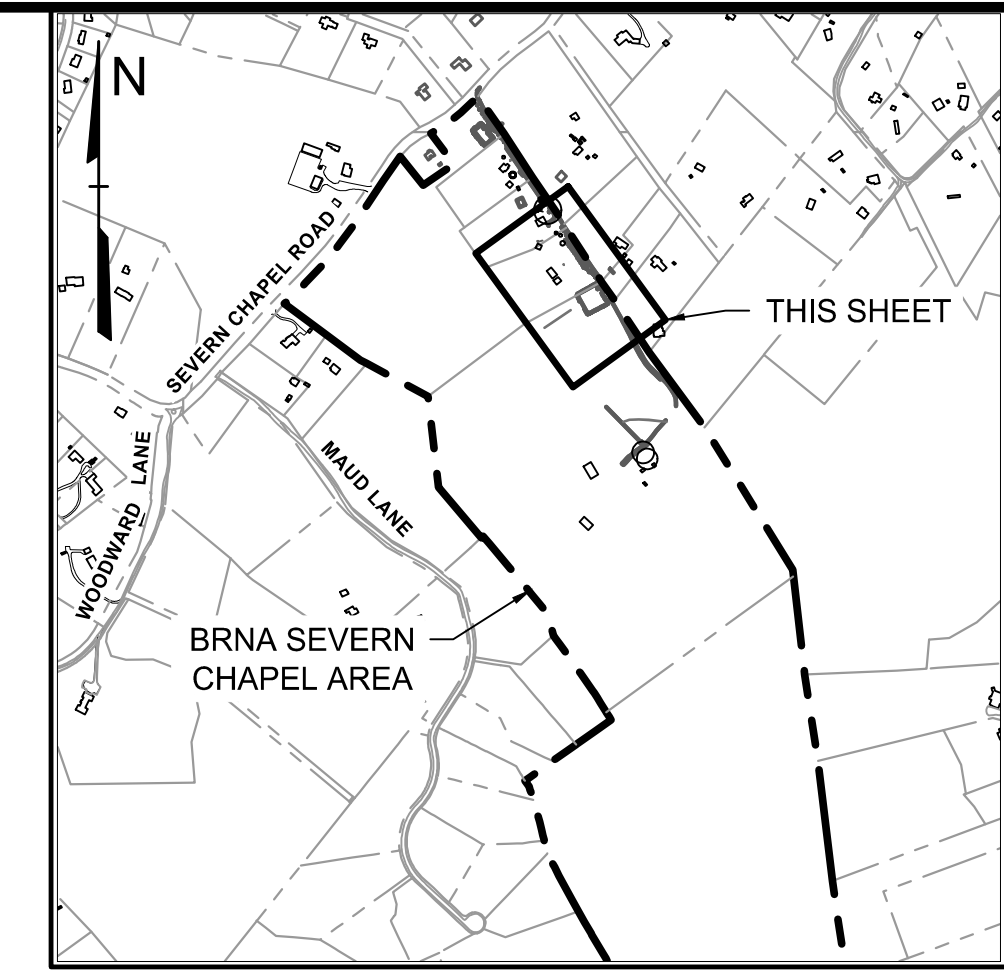 N
SEVERN CHAPEL ROAD
THIS SHEET
WOODWARD LANE
MAUD LANE
BRNA SEVERN
CHAPEL AREA